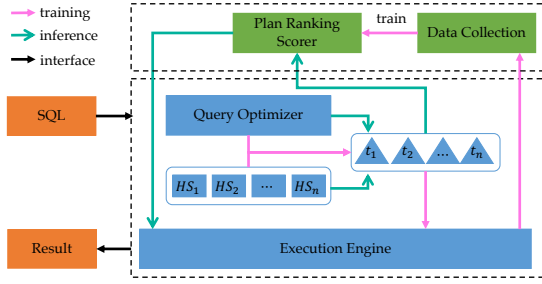 training
inference
interface
Plan Ranking
Scorer
train
Data Collection
SQL
Query Optimizer
t₁ t₂ ... tₙ
HS₁ HS₂ ... HSₙ
Result
Execution Engine